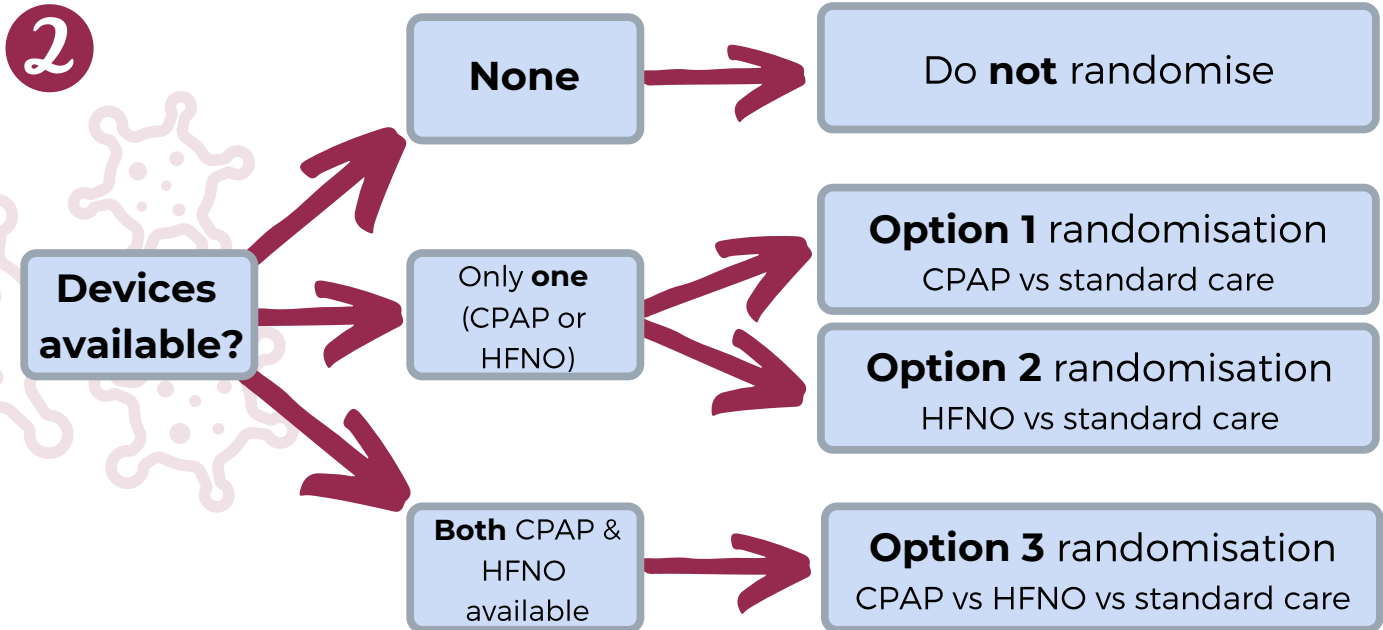 2
None
Do not randomise
Devices
available?
Only one
(CPAP or
HFNO)
Option 1 randomisation
CPAP vs standard care
Option 2 randomisation
HFNO vs standard care
Both CPAP &
HFNO
available
Option 3 randomisation
CPAP vs HFNO vs standard care